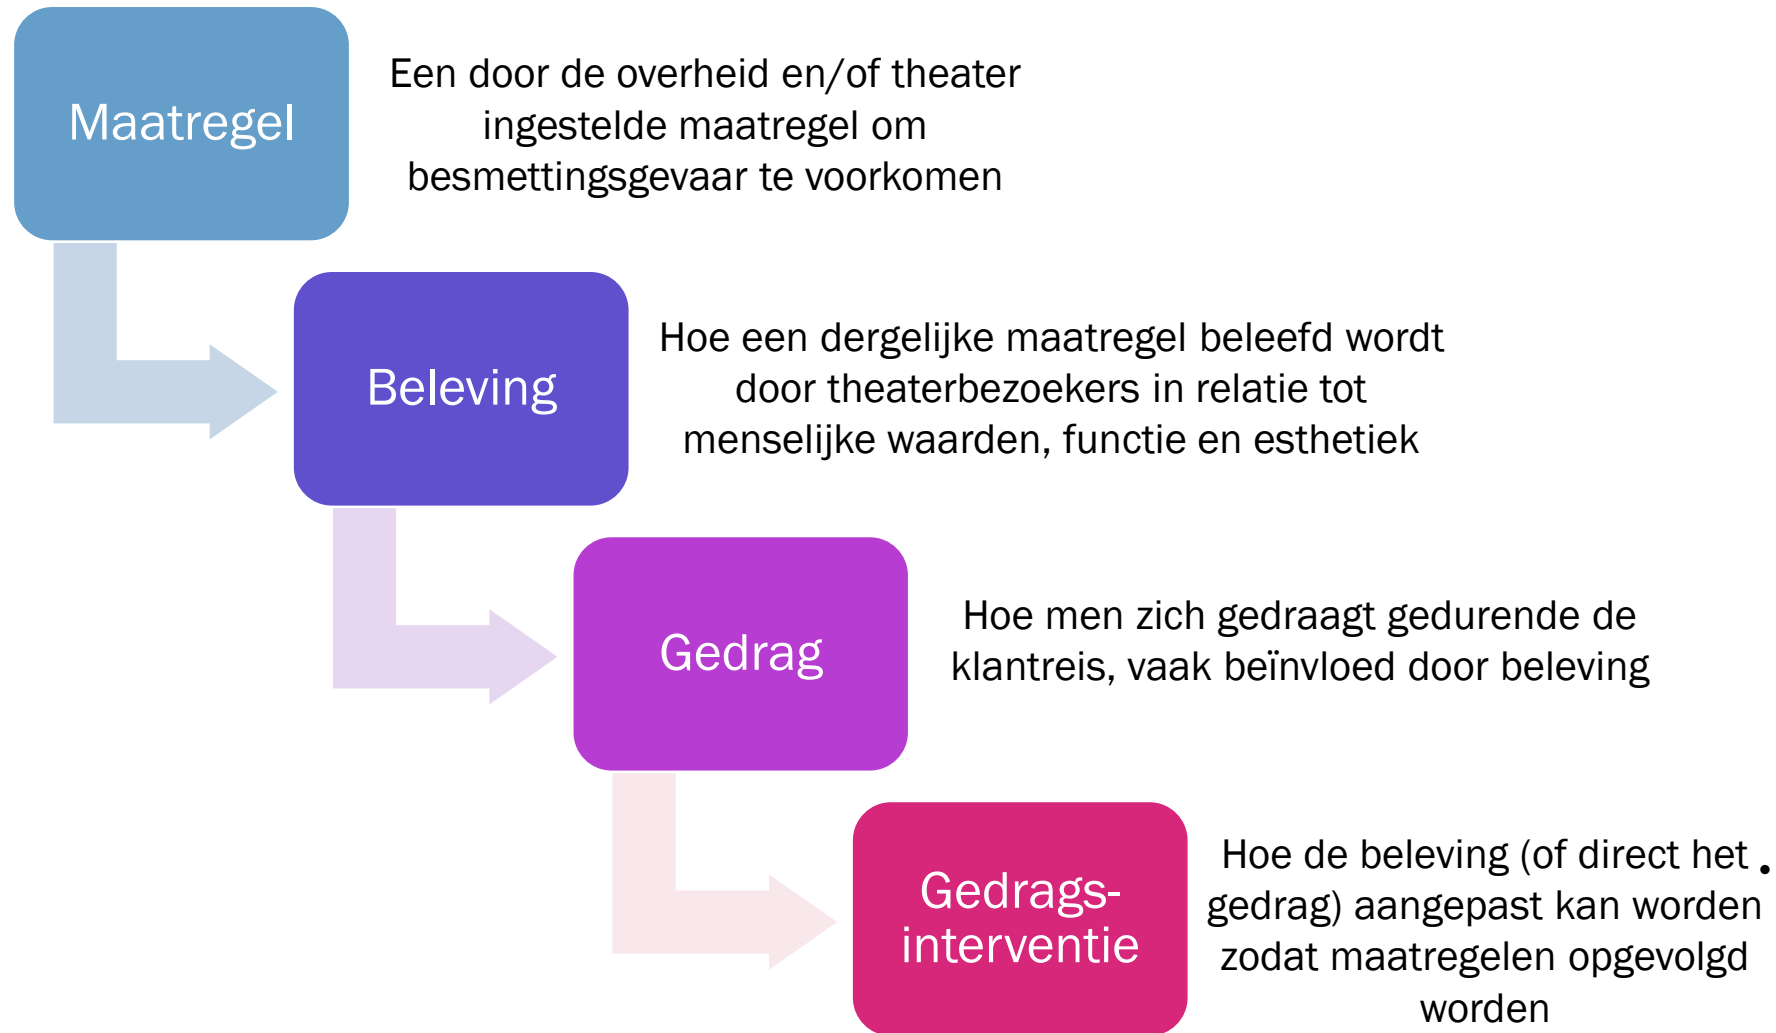 Maatregel
Een door de overheid en/of theater
ingestelde maatregel om
besmettingsgevaar te voorkomen
Beleving
Hoe een dergelijke maatregel beleefd wordt
door theaterbezoekers in relatie tot
menselijke waarden, functie en esthetiek
Gedrag
Hoe men zich gedraagt gedurende de
klantreis, vaak beïnvloed door beleving
Gedrags-
interventie
Hoe de beleving (of direct het .
gedrag) aangepast kan worden
zodat maatregelen opgevolgd
worden